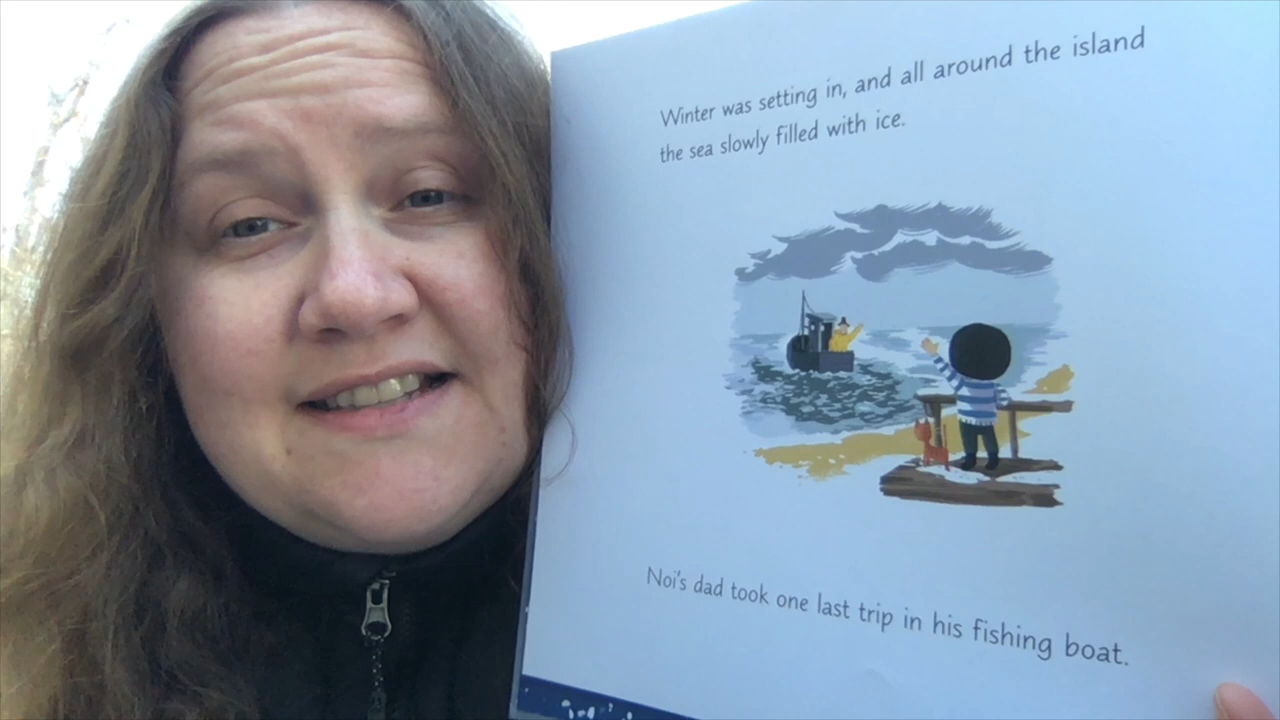 Winter was setting in, and all around the island
the sea slowly filled with ice.
Noi's dad took one last trip in his fishing boat.